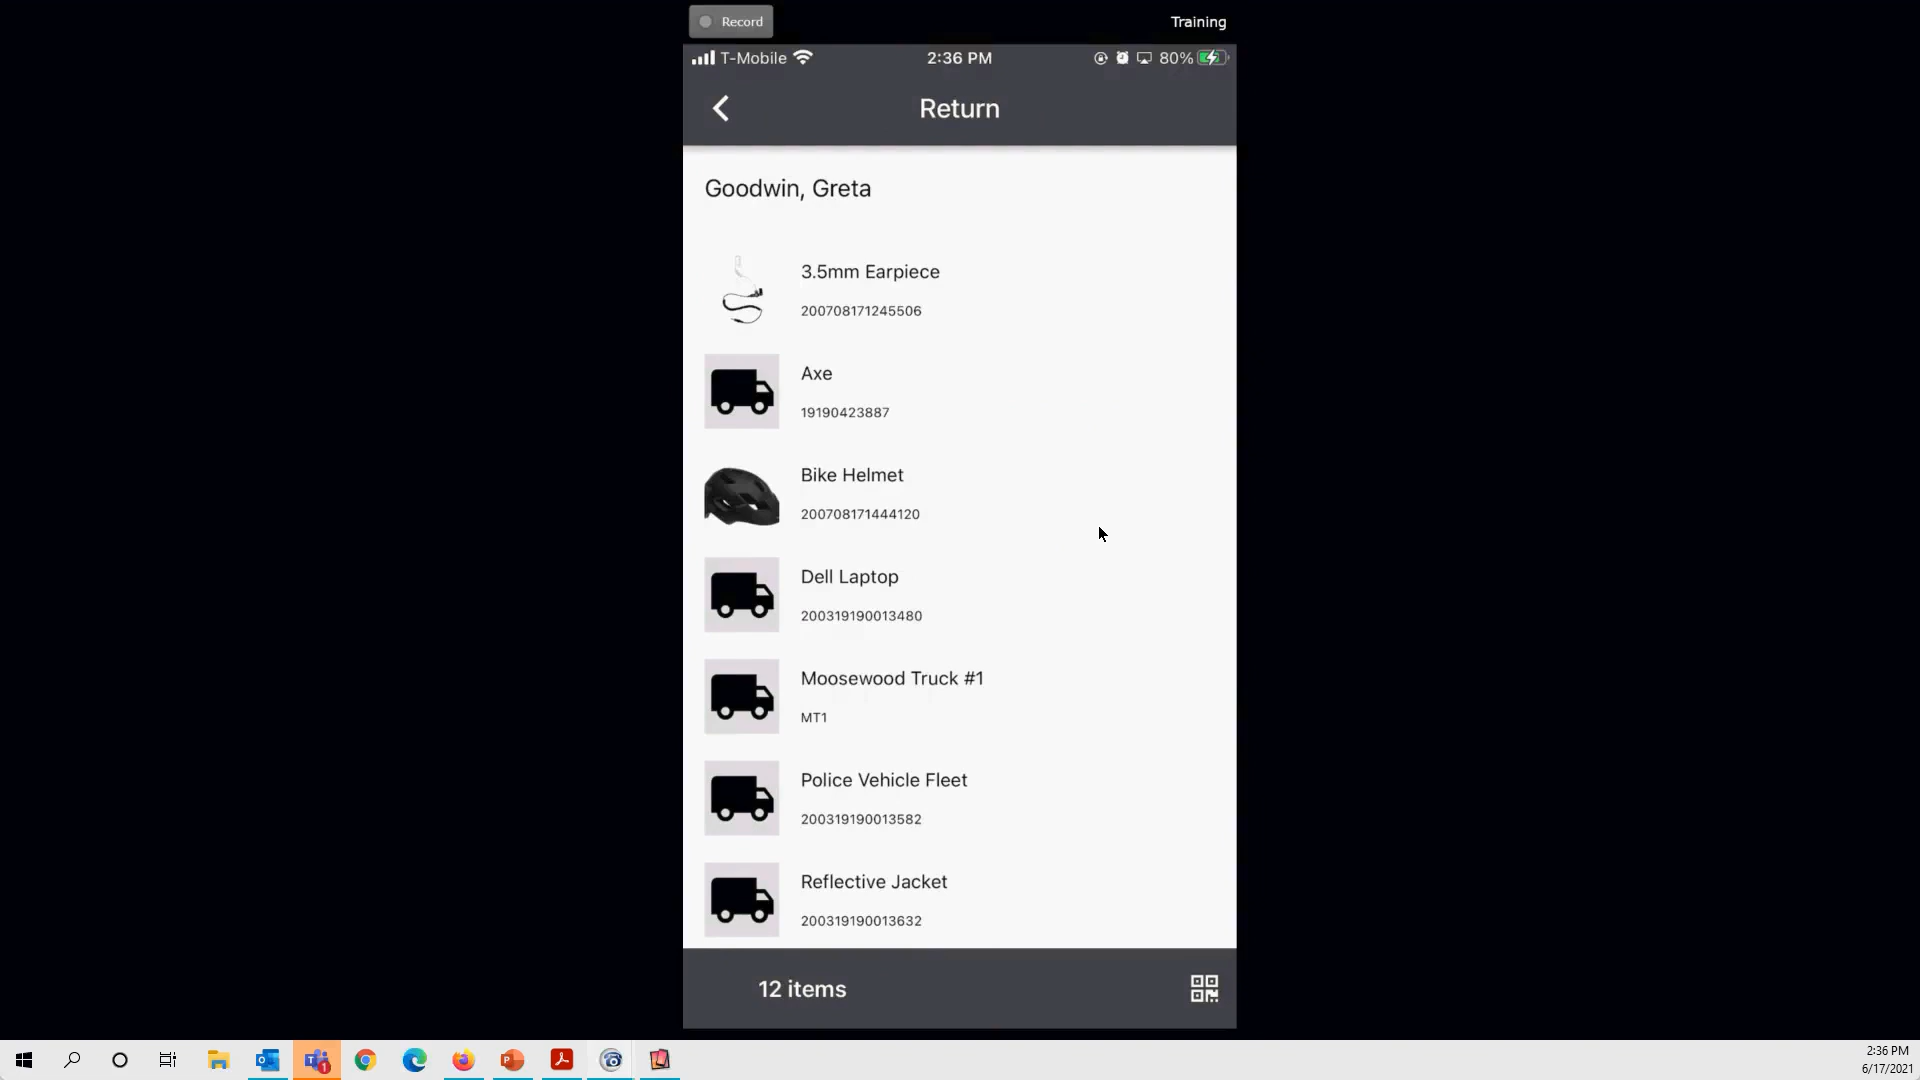 Record
Training
T-Mobile 2:36 PM 80%
Return
Goodwin, Greta
3.5mm Earpiece
200708171245506
Axe
19190423887
Bike Helmet
200708171444120
Dell Laptop
200319190013480
Moosewood Truck #1
MT1
Police Vehicle Fleet
200319190013582
Reflective Jacket
200319190013632
12 items
1
2:36 PM
6/17/2021